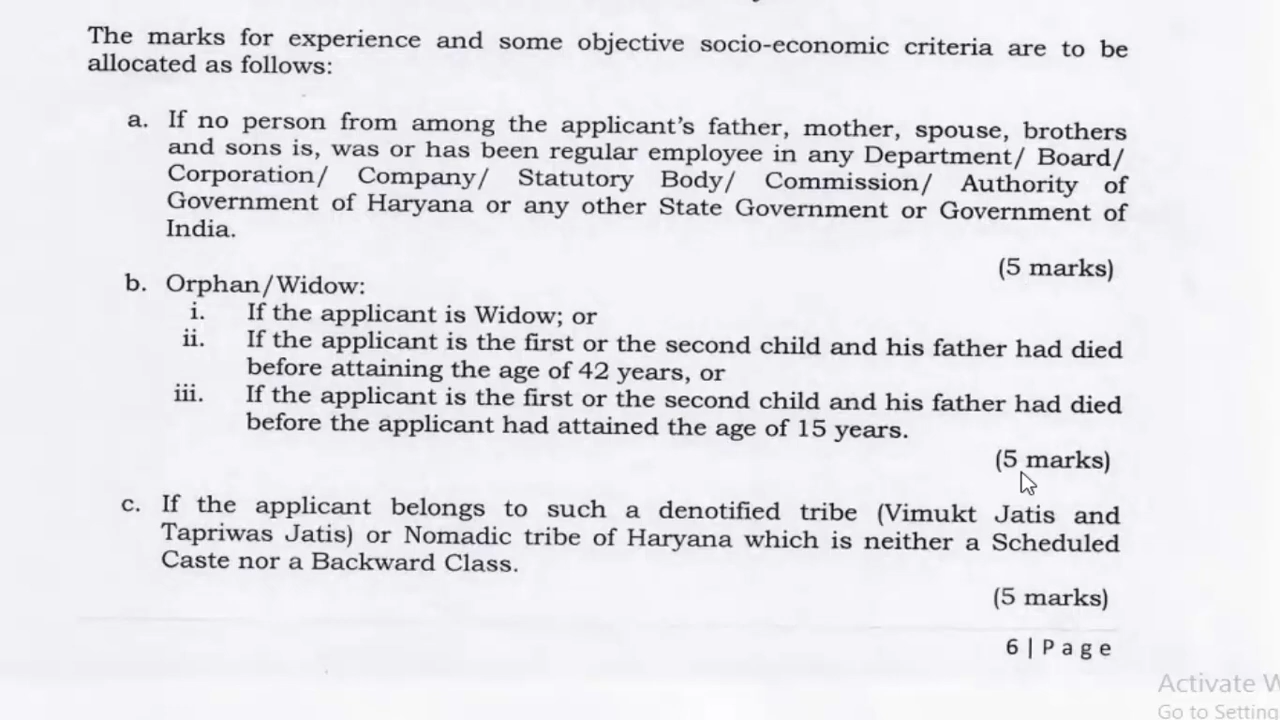 The marks for experience and some objective socio-economic criteria are to be
allocated as follows:
a. If no person from among the applicant's father, mother, spouse, brothers
and sons is, was or has been regular employee in any Department/ Board/
Corporation/ Company/ Statutory Body/ Commission/ Authority of
Government of Haryana or any other State Government or Government of
India.
(5 marks)
b. Orphan/Widow:
i. If the applicant is Widow; or
ii. If the applicant is the first or the second child and his father had died
before attaining the age of 42 years, or
iii. If the applicant is the first or the second child and his father had died
before the applicant had attained the age of 15 years.
(5 marks)
c. If the applicant belongs to such a denotified tribe (Vimukt Jatis and
Tapriwas Jatis) or Nomadic tribe of Haryana which is neither a Scheduled
Caste nor a Backward Class.
(5 marks)
6 | P a g e
Activate W
Go to Setting